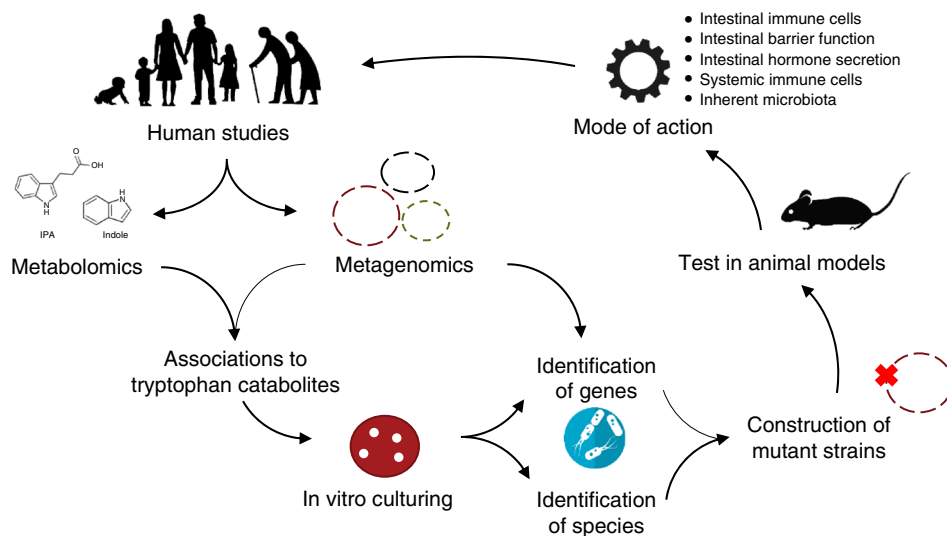 Intestinal immune cells
Intestinal barrier function
Intestinal hormone secretion
Systemic immune cells
Inherent microbiota
Human studies
Mode of action
O
OH
N
H
IPA
H
N
Indole
Metabolomics
Metagenomics
Test in animal models
Associations to
tryptophan catabolites
Identification
of genes
Construction of
mutant strains
In vitro culturing
Identification
of species